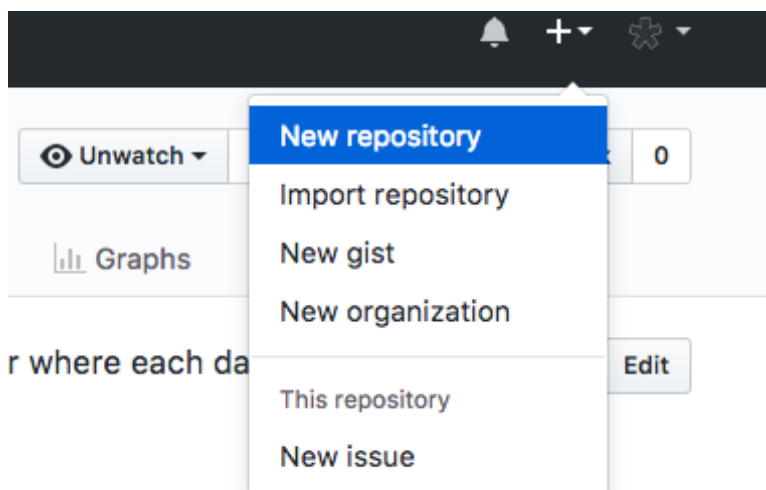 Unwatch
New repository
0
Import repository
Graphs
New gist
New organization
r where each da
Edit
This repository
New issue